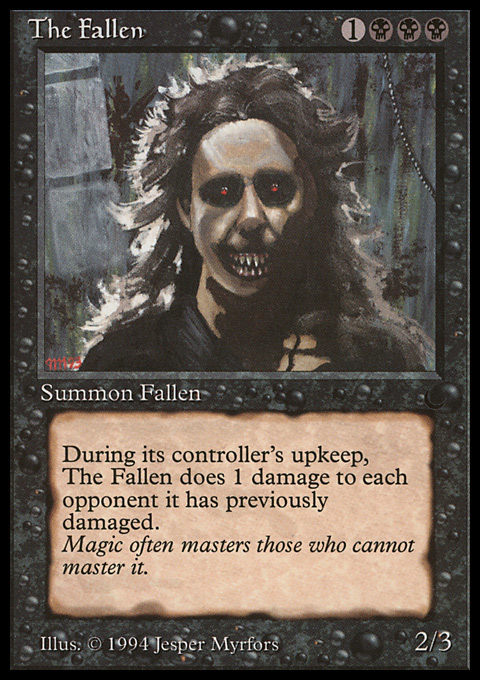 The Fallen 1
Summon Fallen
During its controller's upkeep,
The Fallen does 1 damage to each
opponent it has previously
damaged.
Magic often masters those who cannot
master it.
Illus. © 1994 Jesper Myrfors 2/3